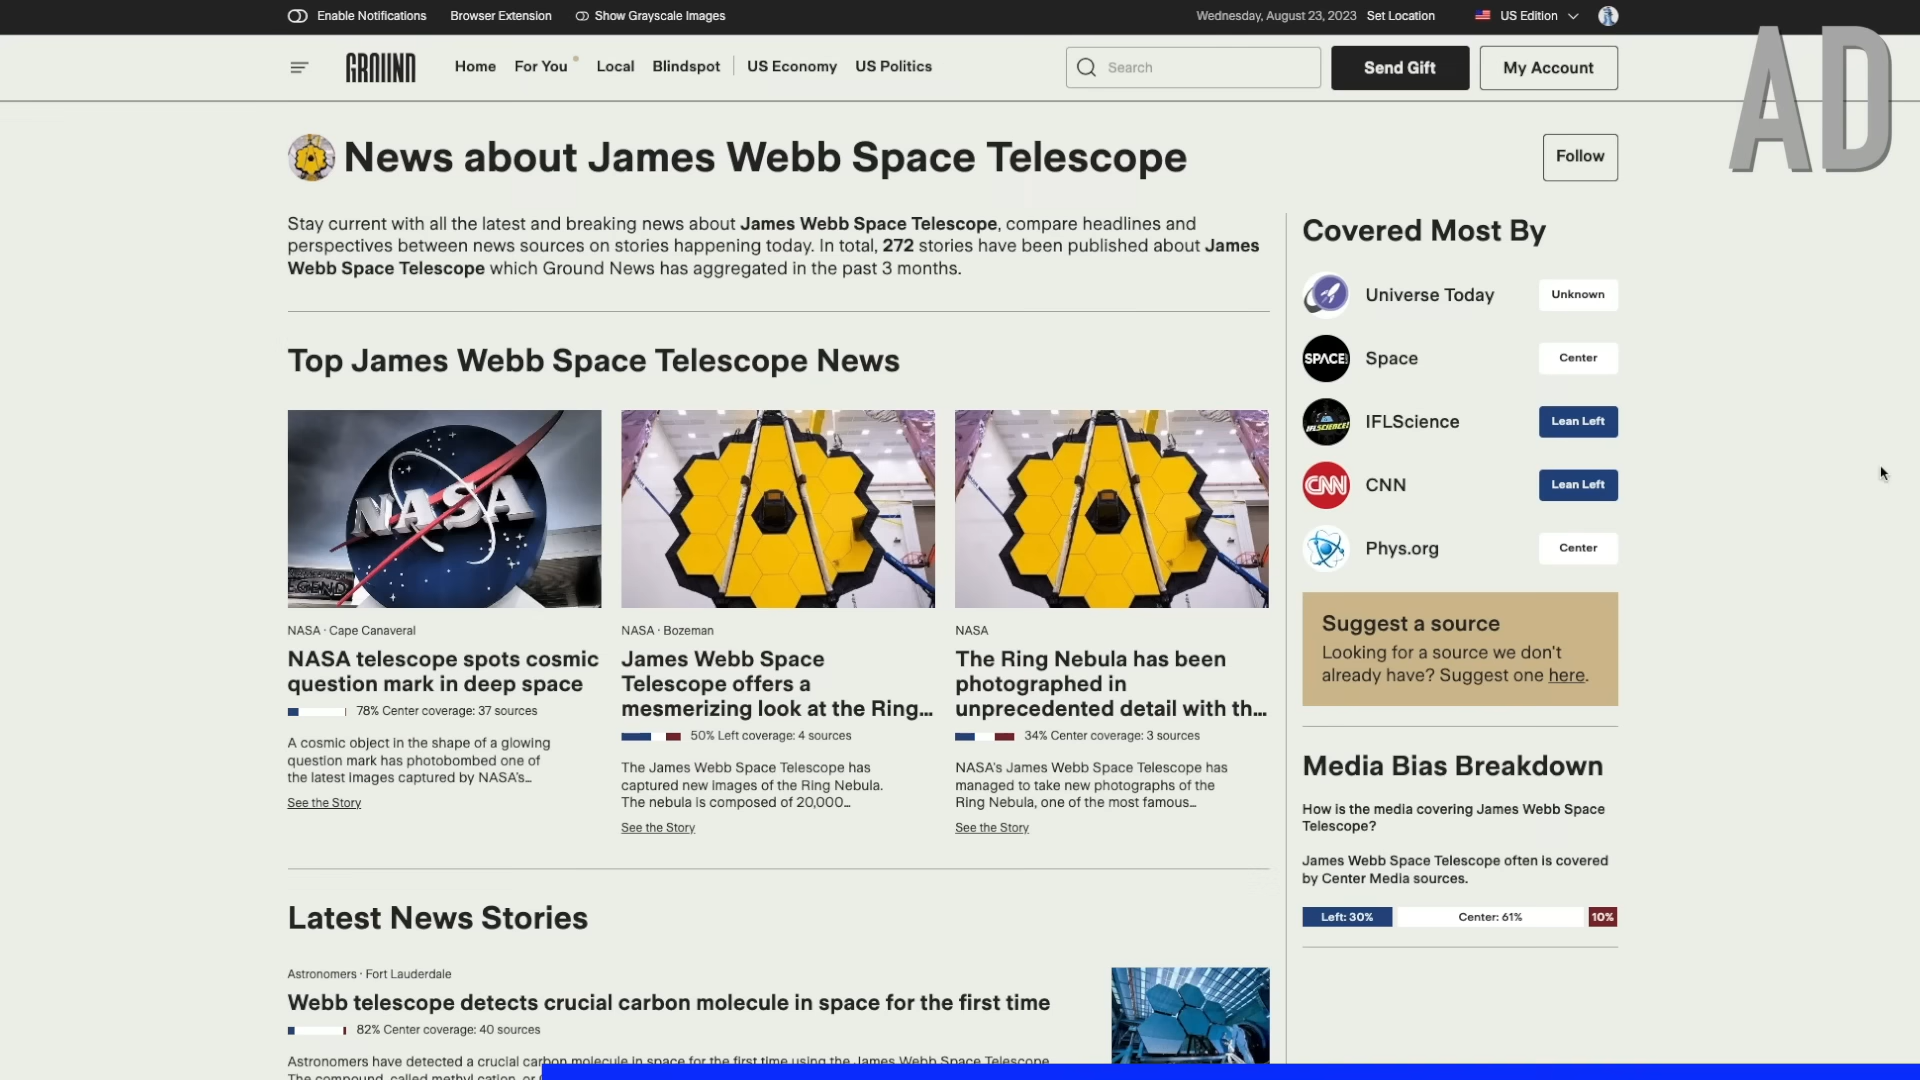 Enable Notifications
Browser Extension
Show Grayscale Images
Wednesday, August 23, 2023
Set Location
US Edition
AD
GROUND
Home
For You
Local
Blindspot
US Economy
US Politics
Search
Send Gift
My Account
News about James Webb Space Telescope
Follow
Stay current with all the latest and breaking news about James Webb Space Telescope, compare headlines and
perspectives between news sources on stories happening today. In total, 272 stories have been published about James
Webb Space Telescope which Ground News has aggregated in the past 3 months.
Top James Webb Space Telescope News
NASA
NASA · Cape Canaveral
NASA telescope spots cosmic
question mark in deep space
78% Center coverage: 37 sources
A cosmic object in the shape of a glowing
question mark has photobombed one of
the latest images captured by NASA's...
See the Story
NASA · Bozeman
James Webb Space
Telescope offers a
mesmerizing look at the Ring...
50% Left coverage: 4 sources
The James Webb Space Telescope has
captured new images of the Ring Nebula.
The nebula is composed of 20,000...
See the Story
NASA
The Ring Nebula has been
photographed in
unprecedented detail with th...
34% Center coverage: 3 sources
NASA's James Webb Space Telescope has
managed to take new photographs of the
Ring Nebula, one of the most famous...
See the Story
Latest News Stories
Astronomers · Fort Lauderdale
Webb telescope detects crucial carbon molecule in space for the first time
82% Center coverage: 40 sources
Astronomers have detected a crucial carbon molecule in space for the first time using the James Webb Space Telescope.
The compound, called methyl cation, or
Covered Most By
Universe Today
Unknown
SPACE
Space
Center
IFLSCIENCE!
IFLScience
Lean Left
CNN
CNN
Lean Left
Phys.org
Center
Suggest a source
Looking for a source we don't
already have? Suggest one here.
Media Bias Breakdown
How is the media covering James Webb Space
Telescope?
James Webb Space Telescope often is covered
by Center Media sources.
Left: 30%
Center: 61%
10%